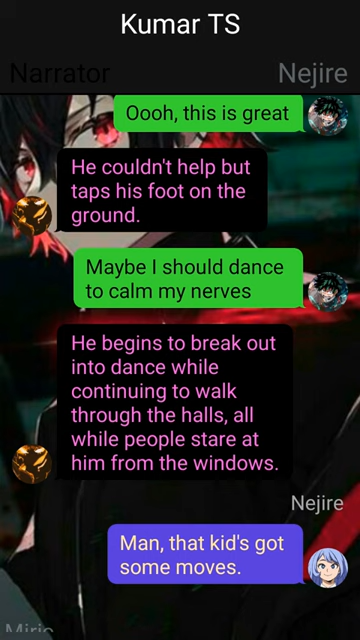 Kumar TS
Narrator
Nejire
Oooh, this is great
He couldn't help but
taps his foot on the
ground.
Maybe I should dance
to calm my nerves
He begins to break out
into dance while
continuing to walk
through the halls, all
while people stare at
him from the windows.
Nejire
Man, that kid's got
some moves.
Mirio